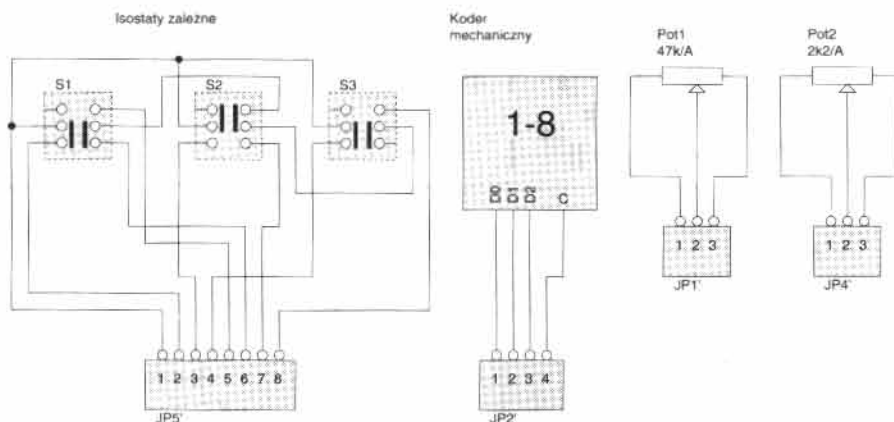 Isostaty zależne
S1
S2
S3
1 2 3 4 5 6 7 8
JP5'
Koder
mechaniczny
1-8
D0 D1 D2 C
1 2 3 4
JP2'
Pot1
47k/A
1 2 3
JP1'
Pot2
2k2/A
1 2 3
JP4'